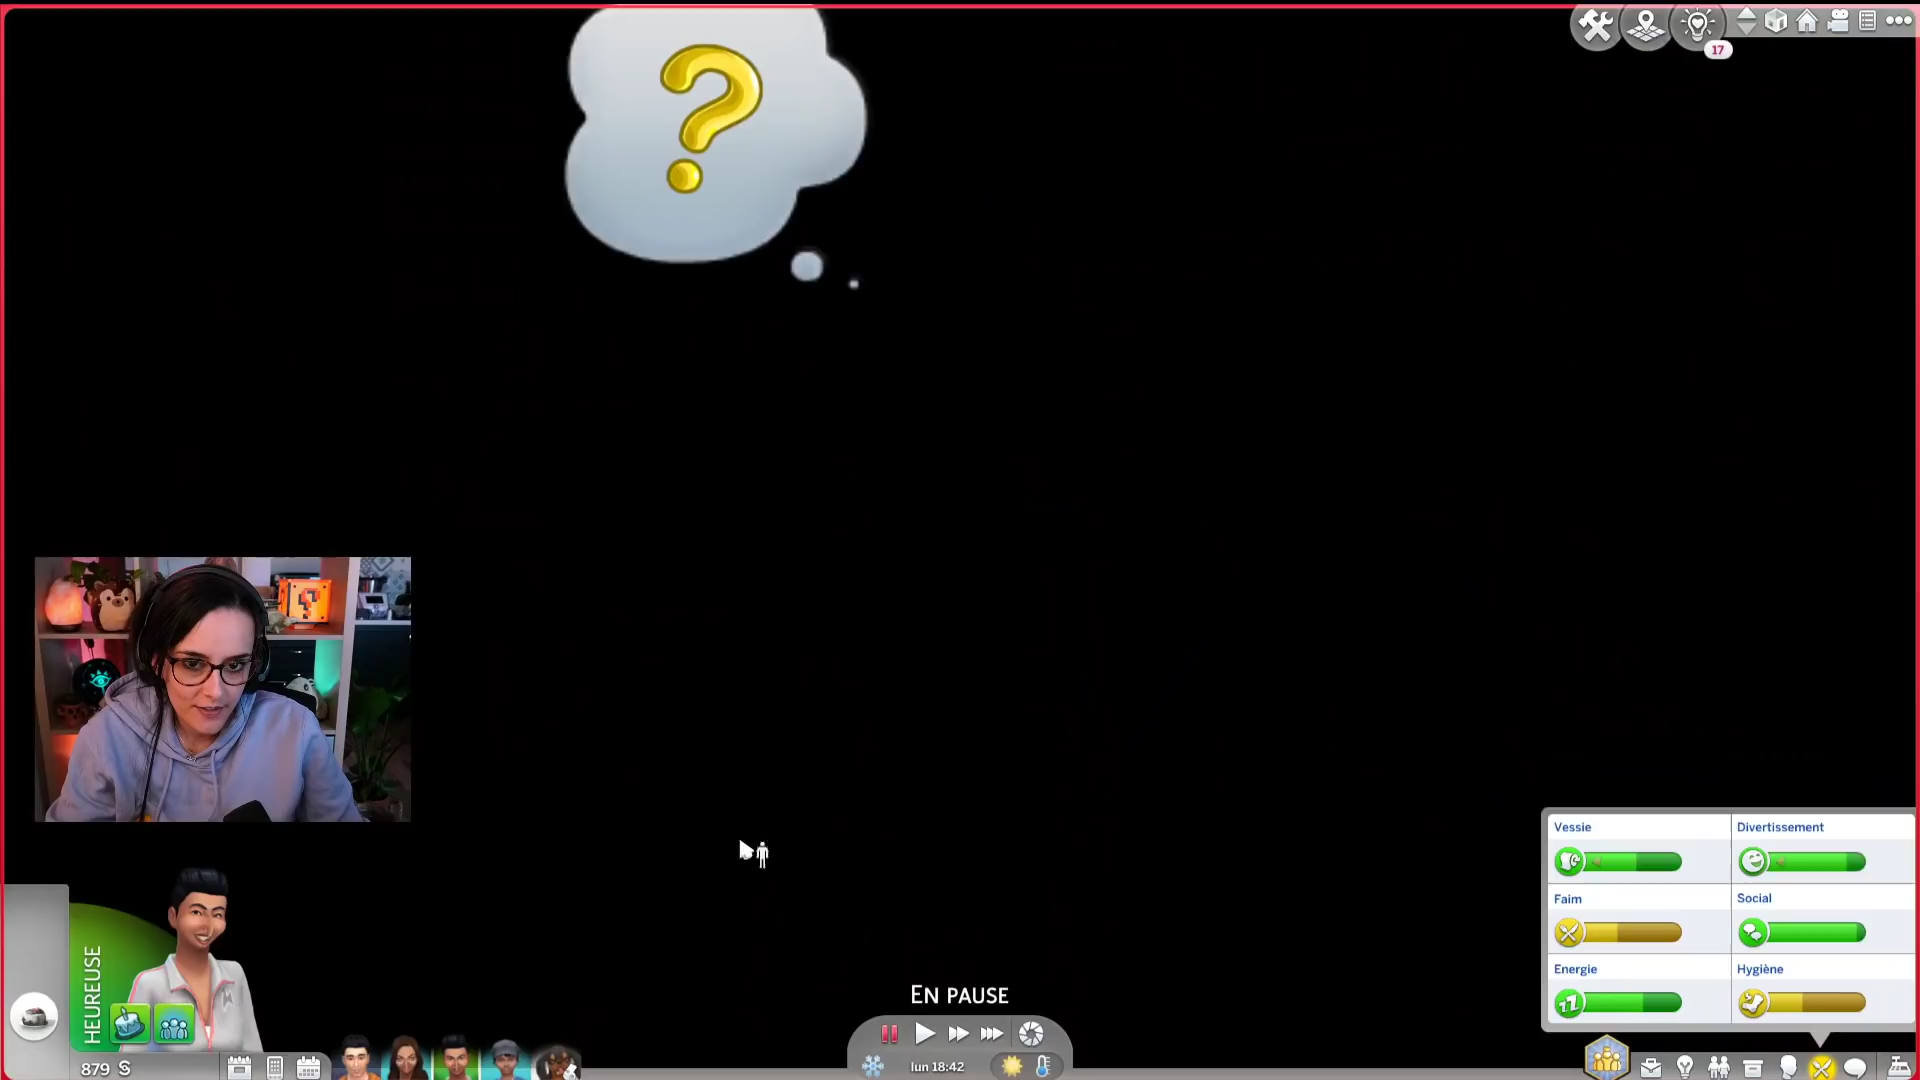 17
Vessie
Divertissement
Faim
Social
Energie
Hygiène
HEUREUSE
EN PAUSE
879
lun 18:42